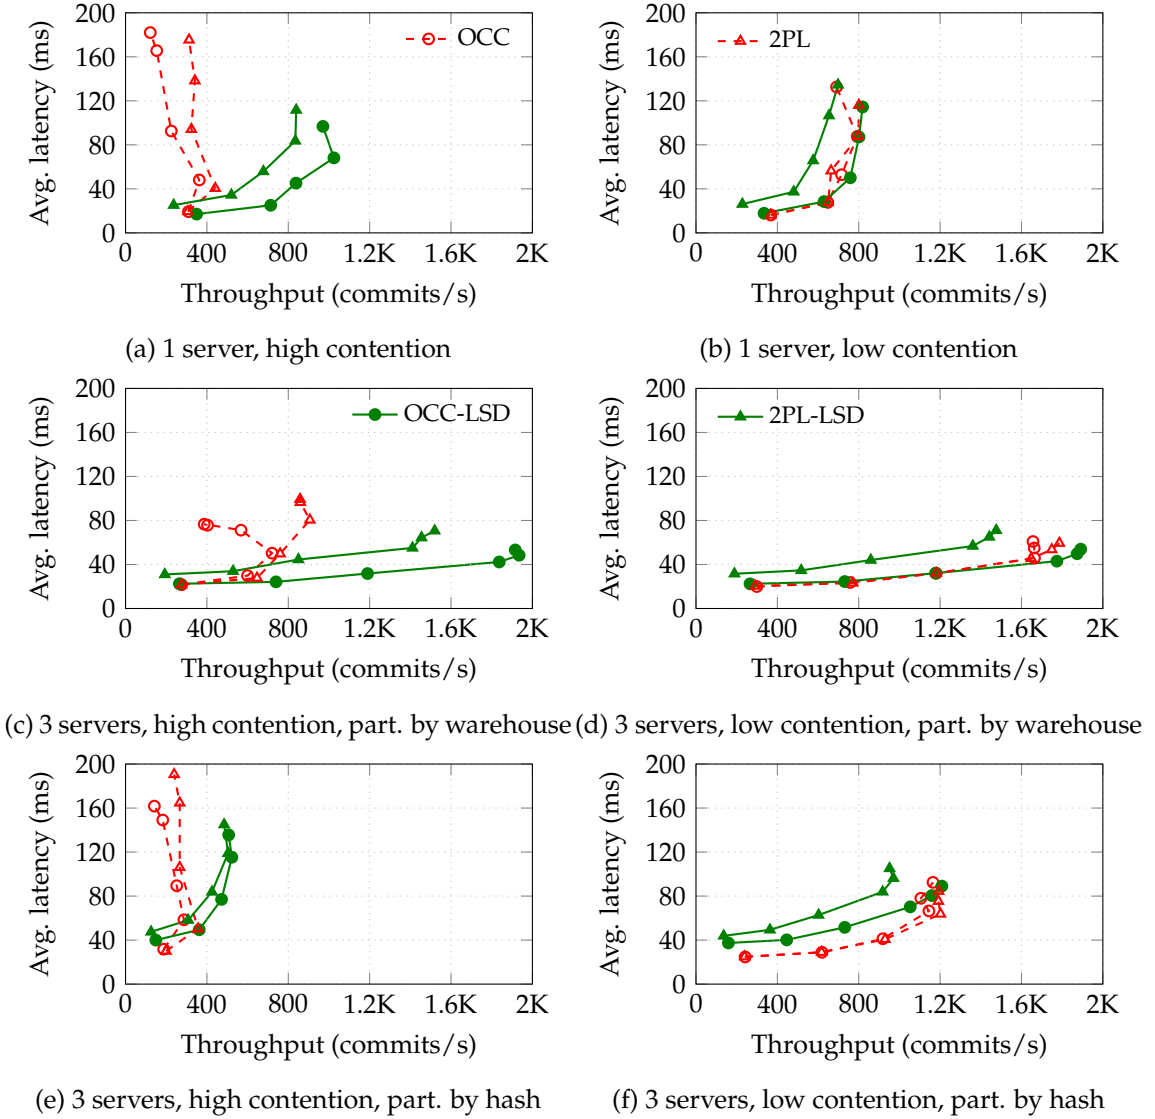 200
160
120
80
40
0
Avg. latency (ms)
OCC
0 400 800 1.2K 1.6K 2K
Throughput (commits/s)
(a) 1 server, high contention
200
160
120
80
40
0
Avg. latency (ms)
2PL
0 400 800 1.2K 1.6K 2K
Throughput (commits/s)
(b) 1 server, low contention
200
160
120
80
40
0
Avg. latency (ms)
OCC-LSD
0 400 800 1.2K 1.6K 2K
Throughput (commits/s)
(c) 3 servers, high contention, part. by warehouse
200
160
120
80
40
0
Avg. latency (ms)
2PL-LSD
0 400 800 1.2K 1.6K 2K
Throughput (commits/s)
(d) 3 servers, low contention, part. by warehouse
200
160
120
80
40
0
Avg. latency (ms)
0 400 800 1.2K 1.6K 2K
Throughput (commits/s)
(e) 3 servers, high contention, part. by hash
200
160
120
80
40
0
Avg. latency (ms)
0 400 800 1.2K 1.6K 2K
Throughput (commits/s)
(f) 3 servers, low contention, part. by hash